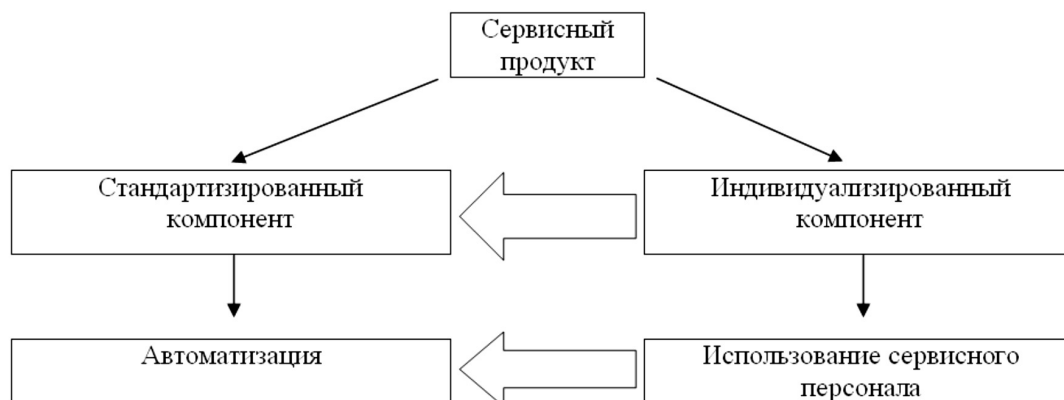 Сервисный
продукт
Стандартизированный
компонент
Индивидуализированный
компонент
Автоматизация
Использование сервисного
персонала